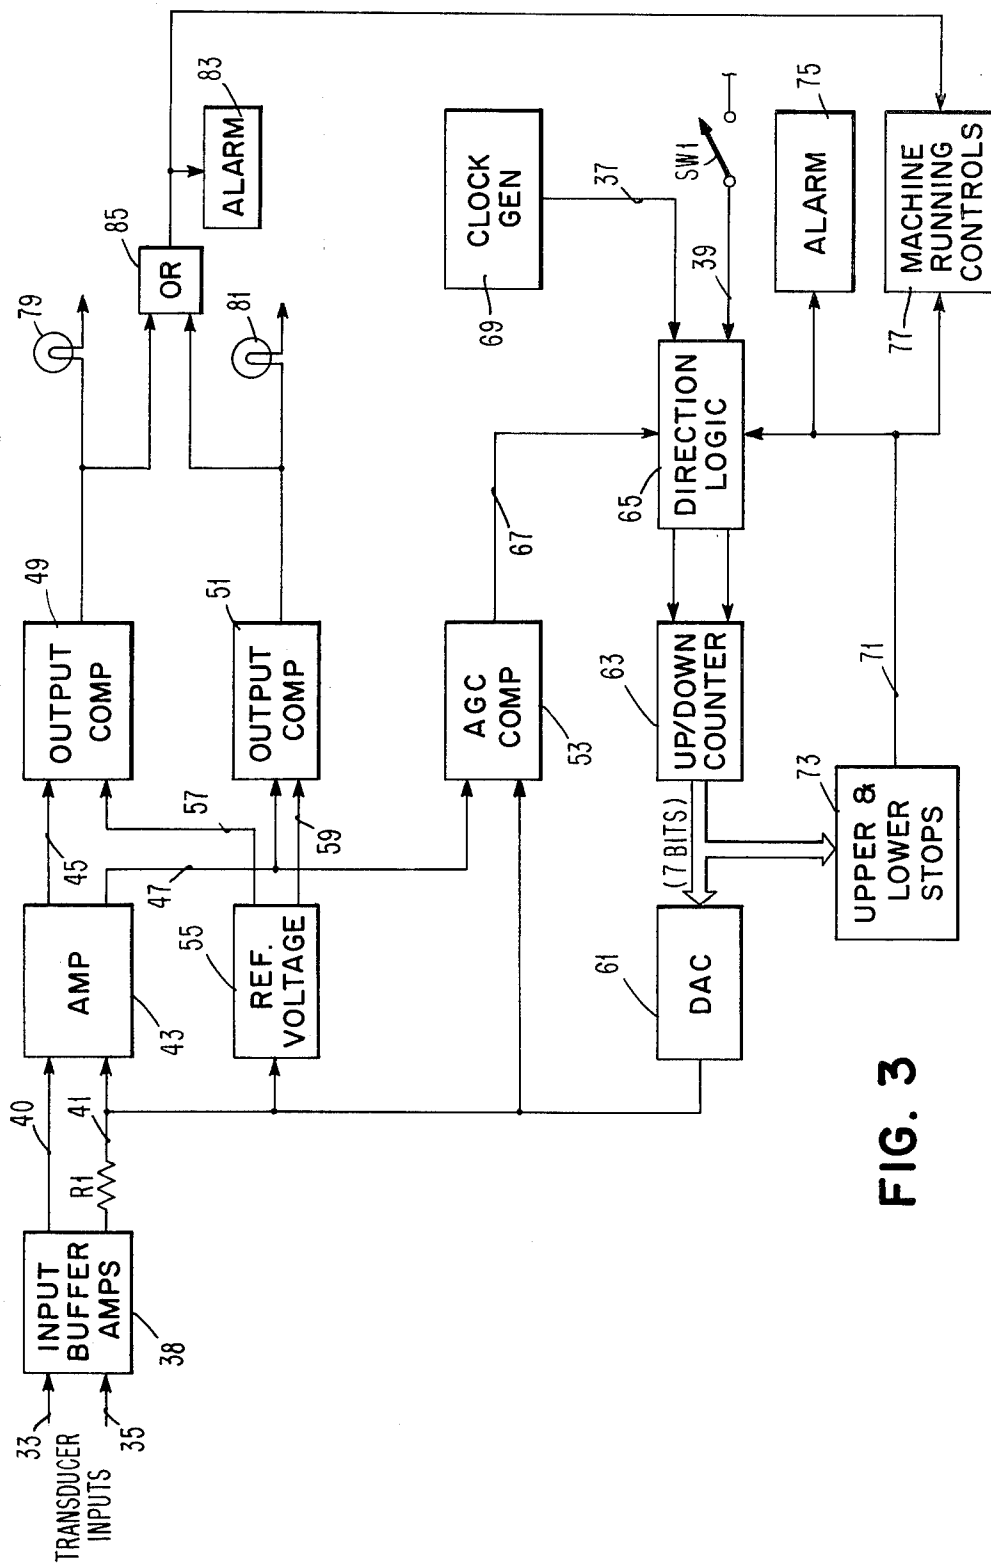 TRANSDUCER
INPUTS
33
35
INPUT
BUFFER
AMPS
38
R1
40
41
AMP
43
45
47
REF.
VOLTAGE
55
57
59
OUTPUT
COMP
49
OUTPUT
COMP
51
79
81
OR
85
ALARM
83
AGC
COMP
53
67
CLOCK
GEN
69
37
39
SW1
DIRECTION
LOGIC
65
UP/DOWN
COUNTER
63
(7 BITS)
DAC
61
UPPER &
LOWER
STOPS
73
71
ALARM
75
MACHINE
RUNNING
CONTROLS
77
FIG. 3